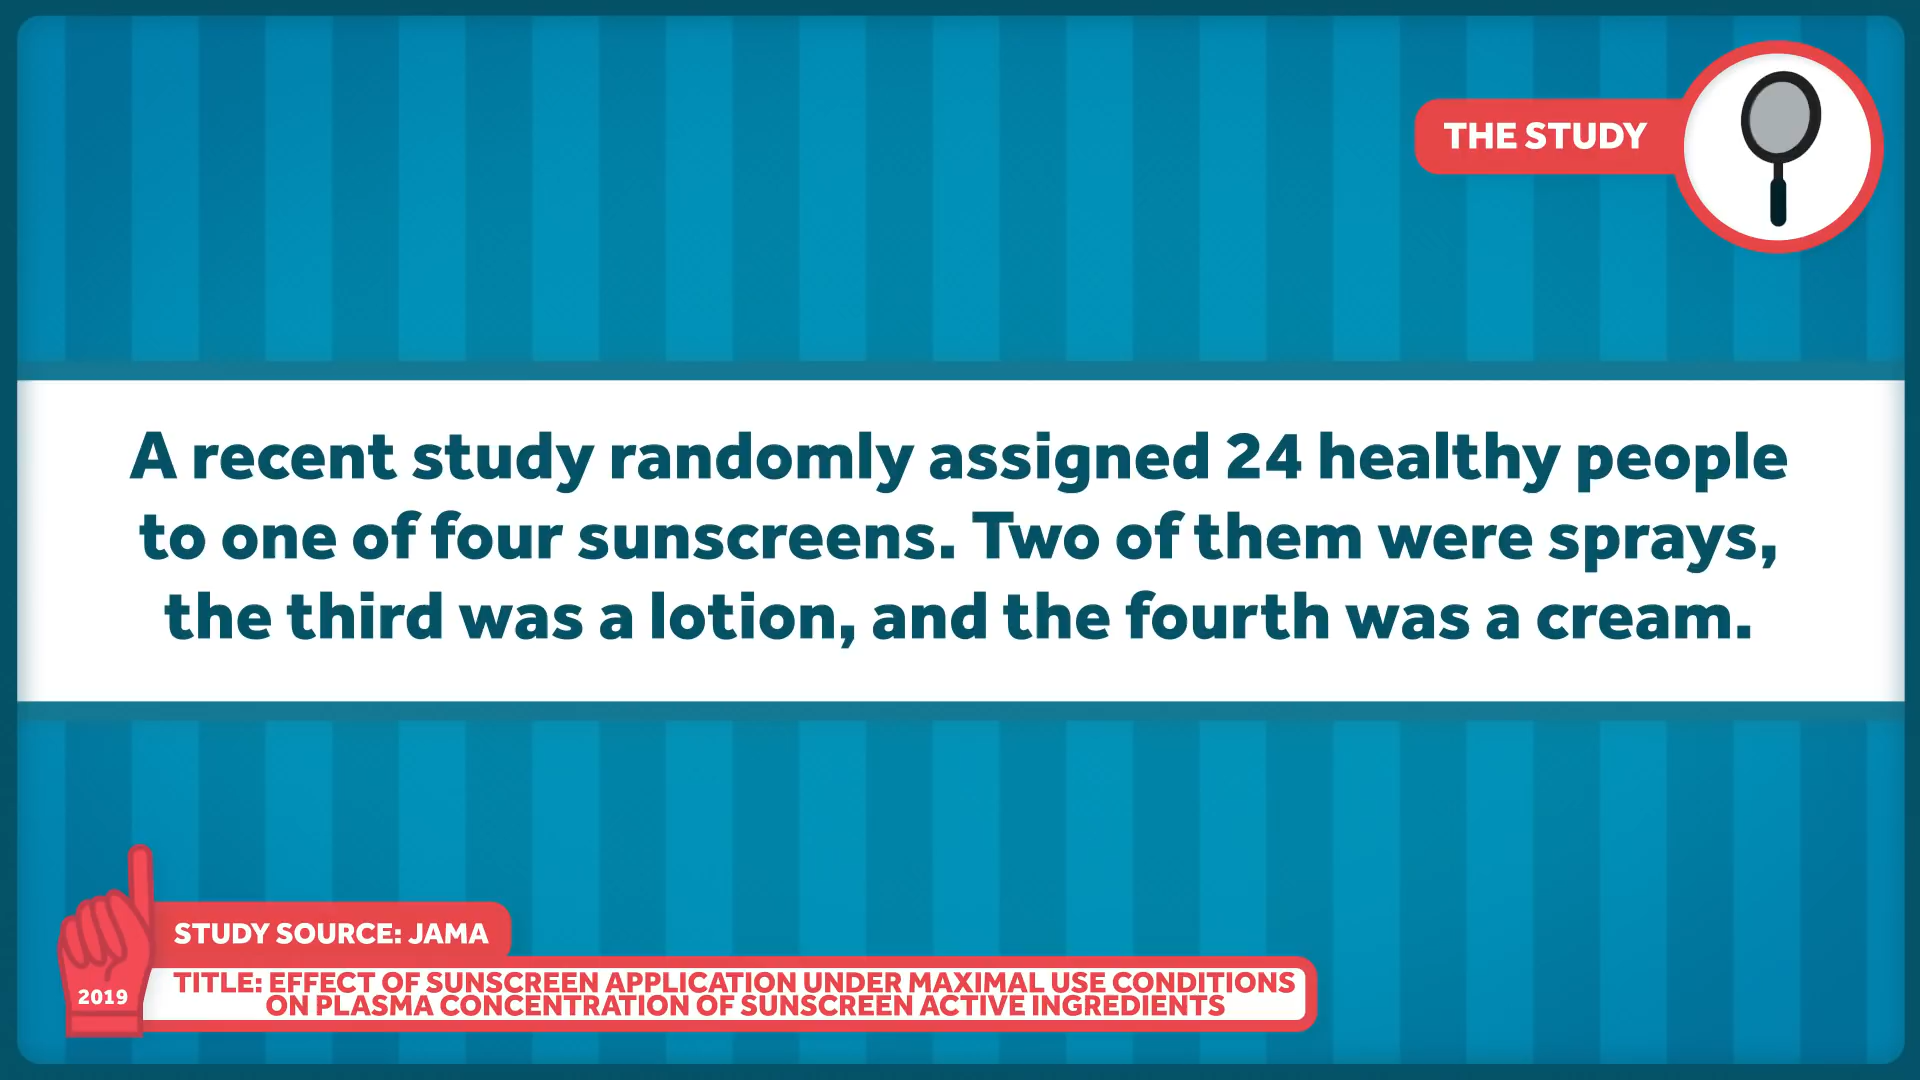 THE STUDY
A recent study randomly assigned 24 healthy people
to one of four sunscreens. Two of them were sprays,
the third was a lotion, and the fourth was a cream.
STUDY SOURCE: JAMA
2019
TITLE: EFFECT OF SUNSCREEN APPLICATION UNDER MAXIMAL USE CONDITIONS
ON PLASMA CONCENTRATION OF SUNSCREEN ACTIVE INGREDIENTS